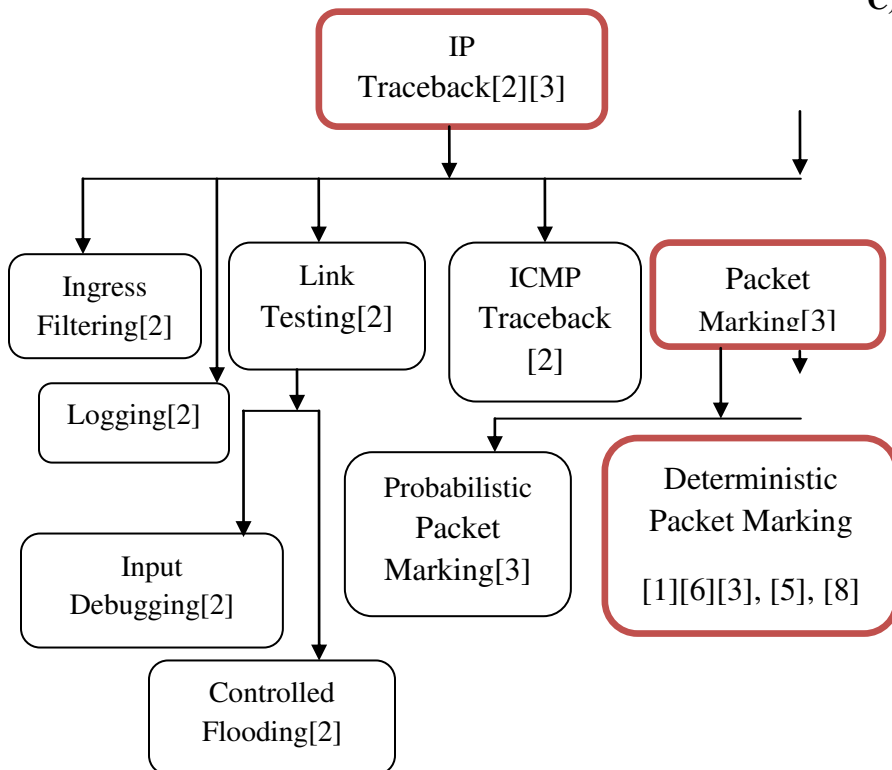 IP
Traceback[2][3]
Ingress
Filtering[2]
Link
Testing[2]
ICMP
Traceback
[2]
Packet
Marking[3]
Logging[2]
Probabilistic
Packet
Marking[3]
Deterministic
Packet Marking
[1][6][3], [5], [8]
Input
Debugging[2]
Controlled
Flooding[2]